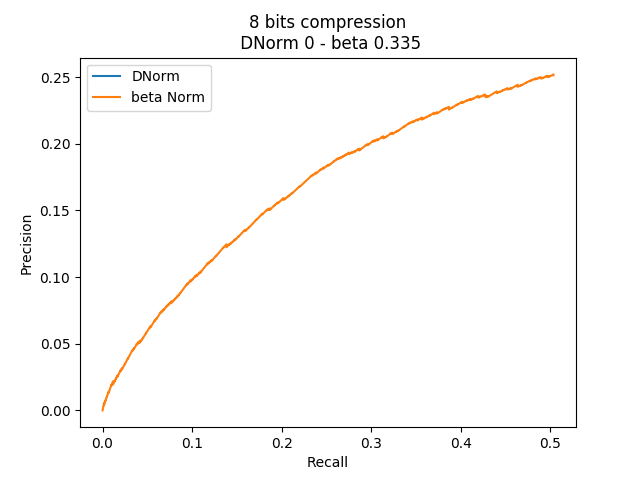 8 bits compression
DNorm 0 - beta 0.335
DNorm
beta Norm
0.25
0.20
0.15
0.10
0.05
0.00
Precision
0.0 0.1 0.2 0.3 0.4 0.5
Recall